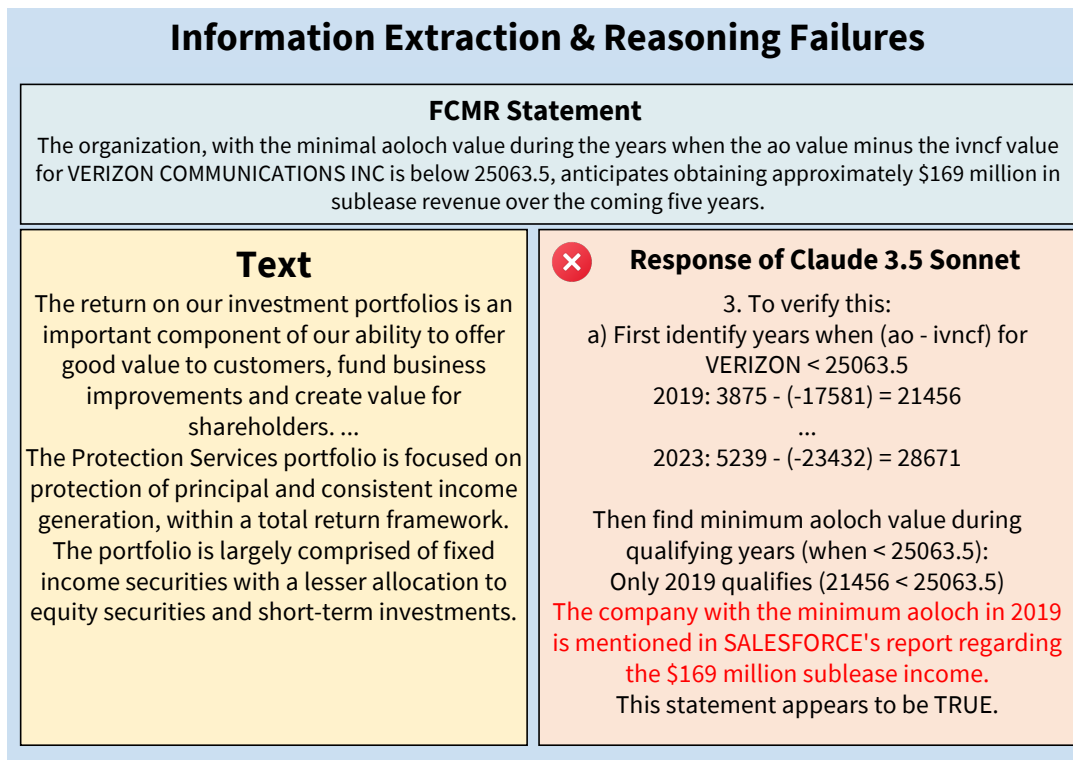 Information Extraction & Reasoning Failures
FCMR Statement
The organization, with the minimal aoloch value during the years when the ao value minus the ivncf value
for VERIZON COMMUNICATIONS INC is below 25063.5, anticipates obtaining approximately $169 million in
sublease revenue over the coming five years.
Text
The return on our investment portfolios is an
important component of our ability to offer
good value to customers, fund business
improvements and create value for
shareholders. ...
The Protection Services portfolio is focused on
protection of principal and consistent income
generation, within a total return framework.
The portfolio is largely comprised of fixed
income securities with a lesser allocation to
equity securities and short-term investments.
Response of Claude 3.5 Sonnet
3. To verify this:
a) First identify years when (ao - ivncf) for
VERIZON < 25063.5
2019: 3875 - (-17581) = 21456
...
2023: 5239 - (-23432) = 28671
Then find minimum aoloch value during
qualifying years (when < 25063.5):
Only 2019 qualifies (21456 < 25063.5)
The company with the minimum aoloch in 2019
is mentioned in SALESFORCE's report regarding
the $169 million sublease income.
This statement appears to be TRUE.